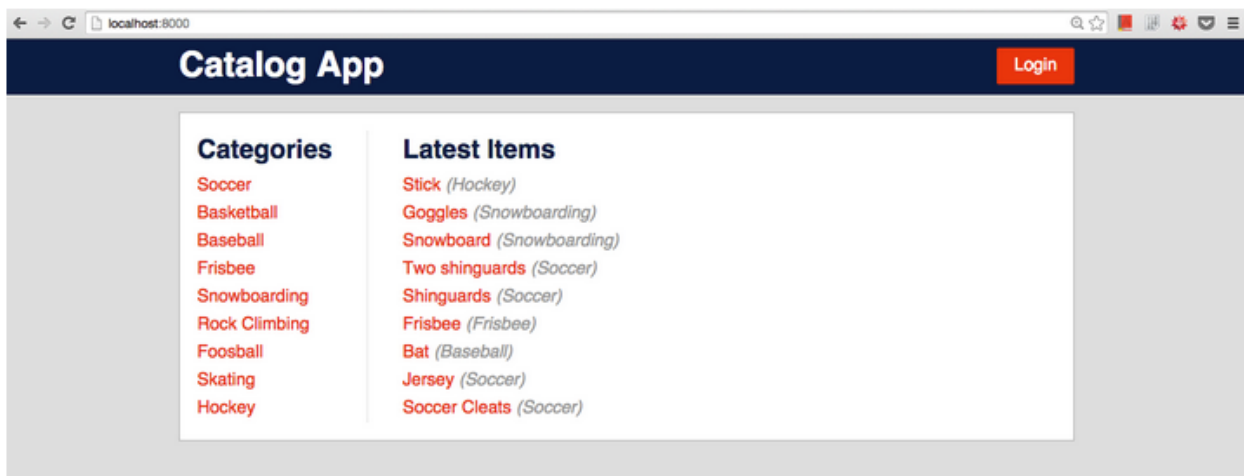 localhost:8000
Catalog App
Login
Categories
Soccer
Basketball
Baseball
Frisbee
Snowboarding
Rock Climbing
Foosball
Skating
Hockey
Latest Items
Stick (Hockey)
Goggles (Snowboarding)
Snowboard (Snowboarding)
Two shinguards (Soccer)
Shinguards (Soccer)
Frisbee (Frisbee)
Bat (Baseball)
Jersey (Soccer)
Soccer Cleats (Soccer)